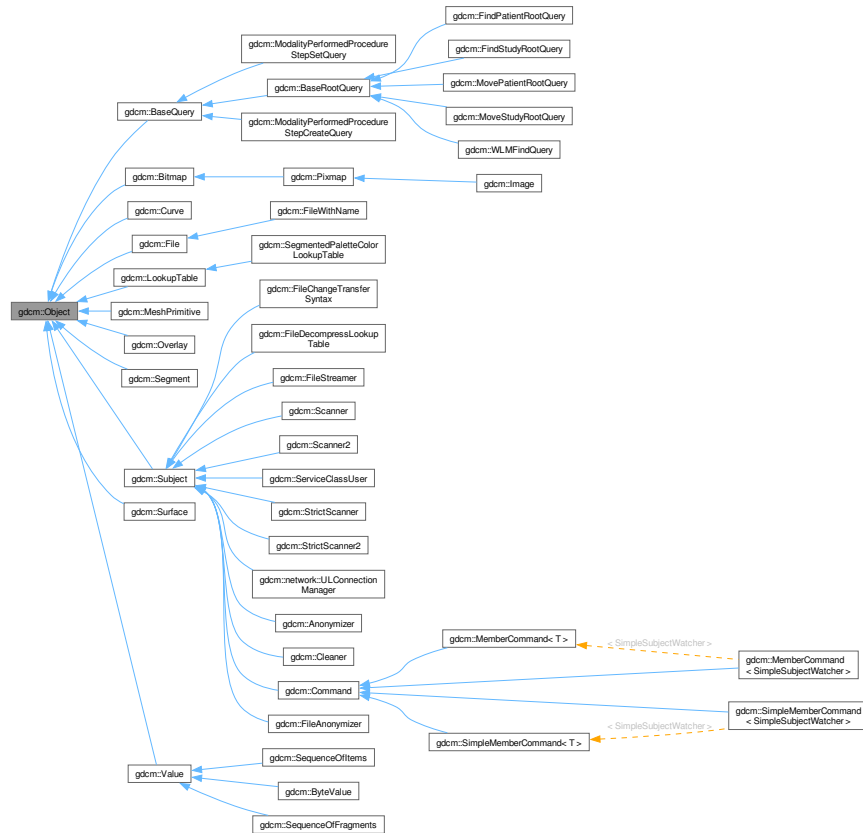 gdcm::FindPatientRootQuery
gdcm::ModalityPerformedProcedure
StepSetQuery
gdcm::FindStudyRootQuery
gdcm::BaseRootQuery
gdcm::MovePatientRootQuery
gdcm::BaseQuery
gdcm::ModalityPerformedProcedure
StepCreateQuery
gdcm::MoveStudyRootQuery
gdcm::WLMFindQuery
gdcm::Bitmap
gdcm::Pixmap
gdcm::Image
gdcm::Curve
gdcm::FileWithName
gdcm::File
gdcm::SegmentedPaletteColor
LookupTable
gdcm::LookupTable
gdcm::FileChangeTransfer
Syntax
gdcm::Object
gdcm::MeshPrimitive
gdcm::Overlay
gdcm::FileDecompressLookup
Table
gdcm::Segment
gdcm::FileStreamer
gdcm::Scanner
gdcm::Scanner2
gdcm::Subject
gdcm::ServiceClassUser
gdcm::Surface
gdcm::StrictScanner
gdcm::StrictScanner2
gdcm::network::ULConnection
Manager
gdcm::Anonymizer
gdcm::MemberCommand< T >
< SimpleSubjectWatcher >
gdcm::Cleaner
gdcm::MemberCommand
< SimpleSubjectWatcher >
gdcm::Command
gdcm::SimpleMemberCommand
< SimpleSubjectWatcher >
gdcm::FileAnonymizer
< SimpleSubjectWatcher >
gdcm::SimpleMemberCommand< T >
gdcm::SequenceOfItems
gdcm::Value
gdcm::ByteValue
gdcm::SequenceOfFragments